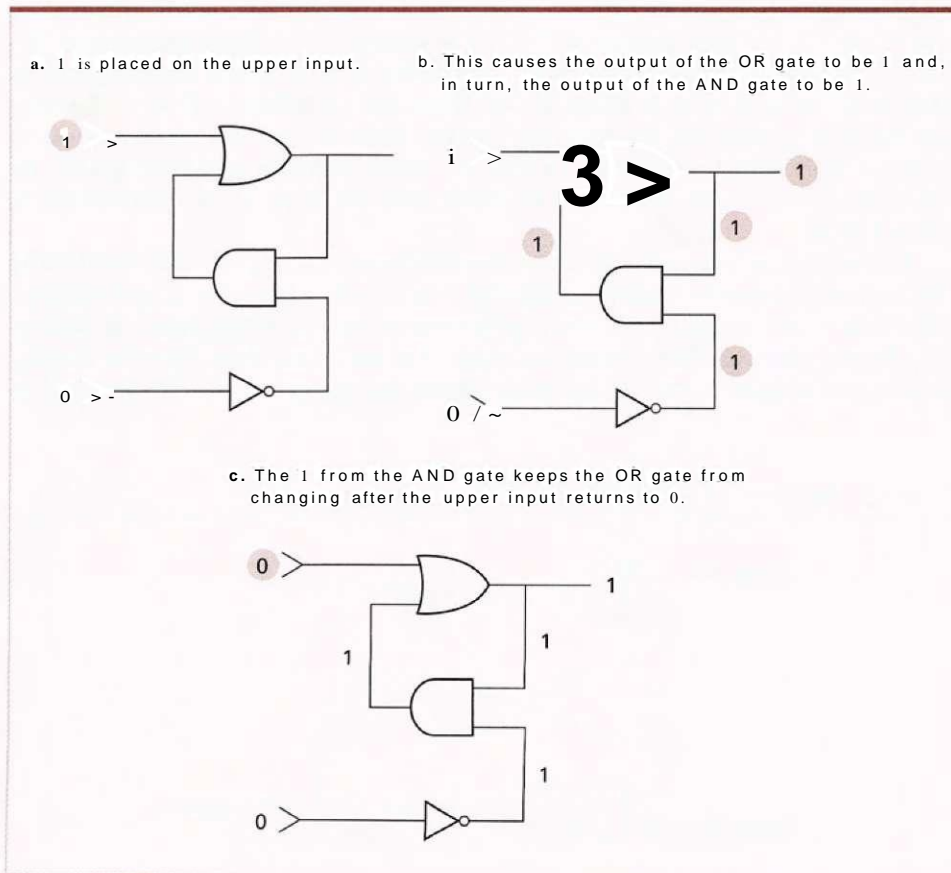 a. 1 is placed on the upper input.
b. This causes the output of the OR gate to be 1 and,
in turn, the output of the AND gate to be 1.
1 >
0 > -
i >
3 >
1
1
1
1
0 / ~
c. The 1 from the AND gate keeps the OR gate from
changing after the upper input returns to 0.
0
1
1
1
1
0